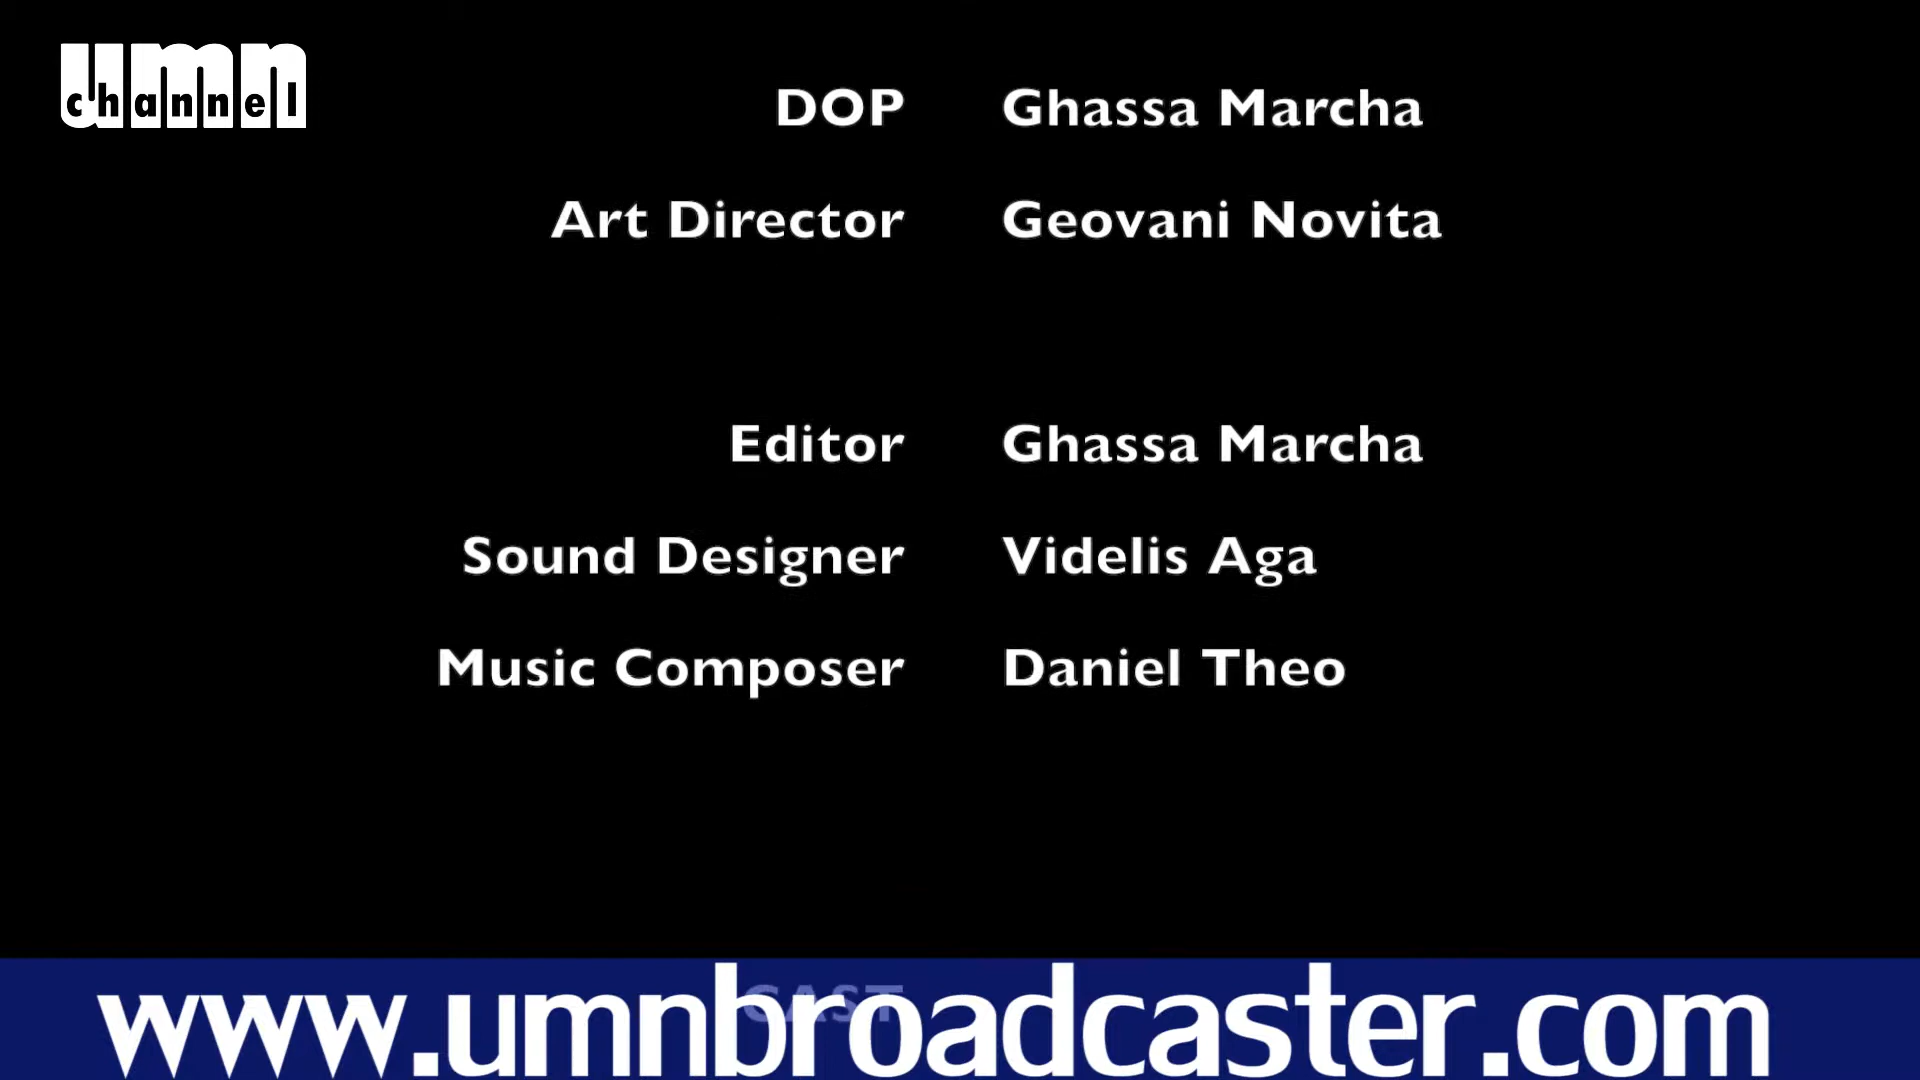 umn
channel
DOP Ghassa Marcha
Art Director Geovani Novita
Editor Ghassa Marcha
Sound Designer Videlis Aga
Music Composer Daniel Theo
CAST
www.umnbroadcaster.com